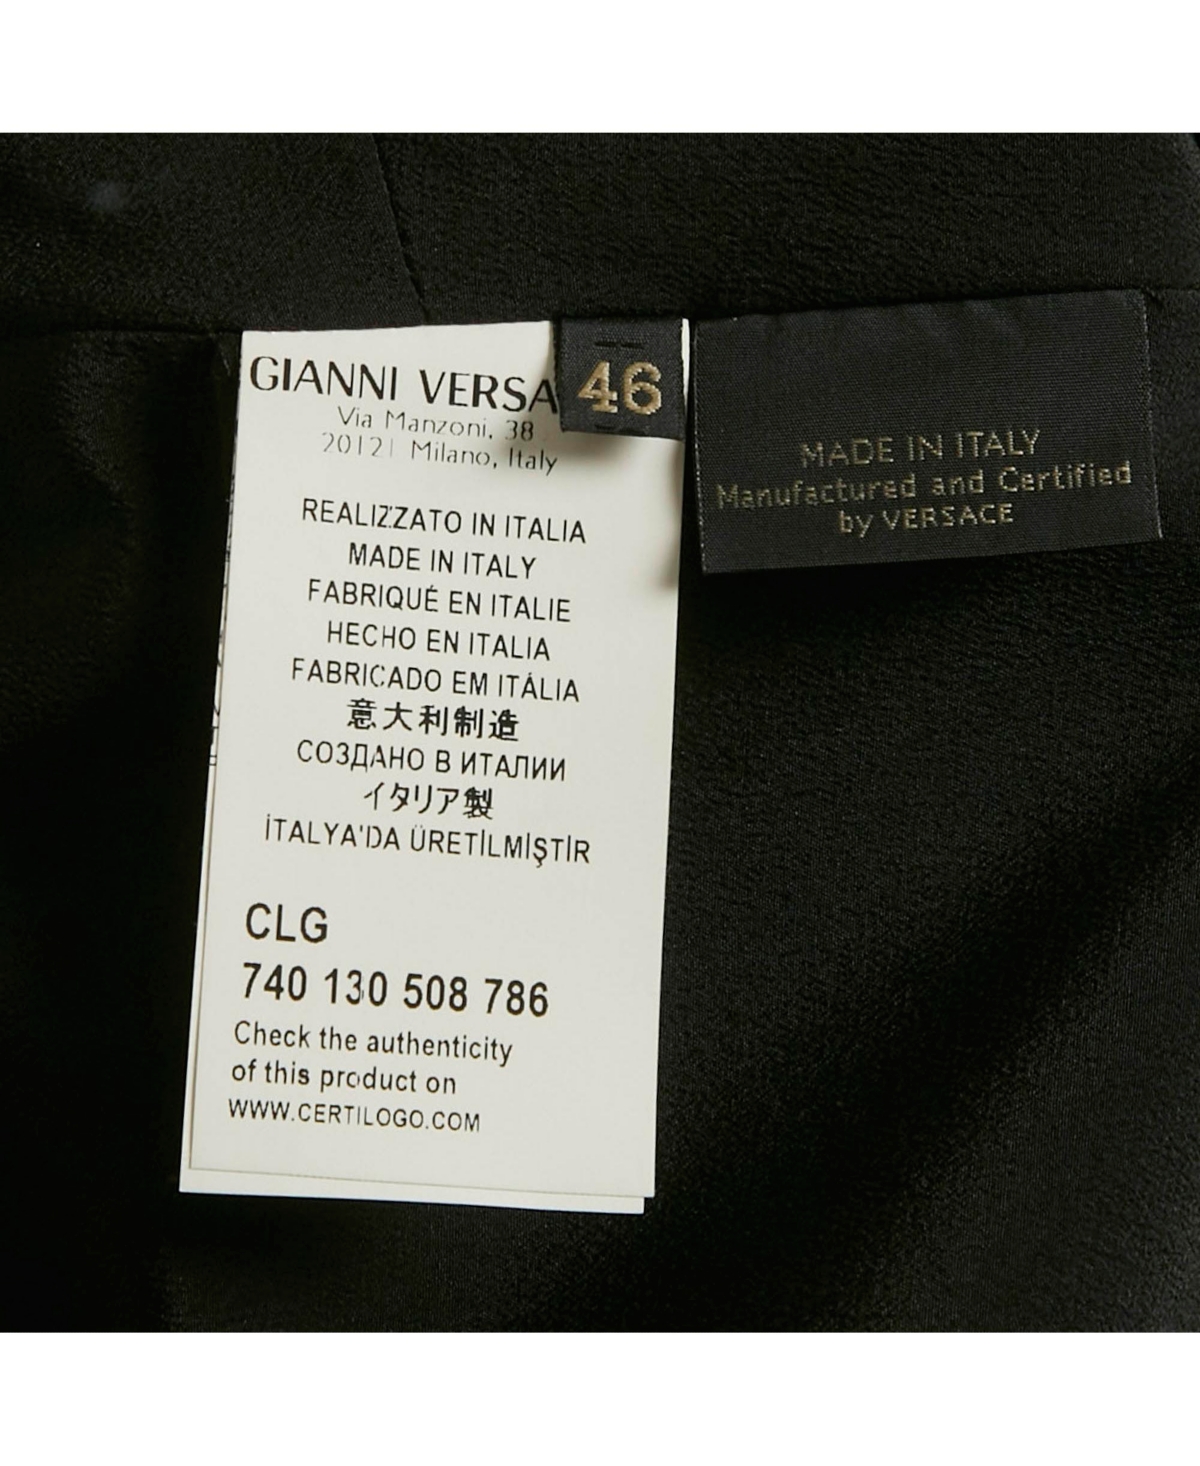 GIANNI VERSA
Via Manzoni, 38
20121 Milano, Italy
REALIZZATO IN ITALIA
MADE IN ITALY
FABRIQUÉ EN ITALIE
HECHO EN ITALIA
FABRICADO EM ITÁLIA
意大利制造
СОЗДАНО В ИТАЛИИ
イタリア製
İTALYA'DA ÜRETİLMİŞTİR
CLG
740 130 508 786
Check the authenticity
of this product on
WWW.CERTILOGO.COM
46
MADE IN ITALY
Manufactured and Certified
by VERSACE